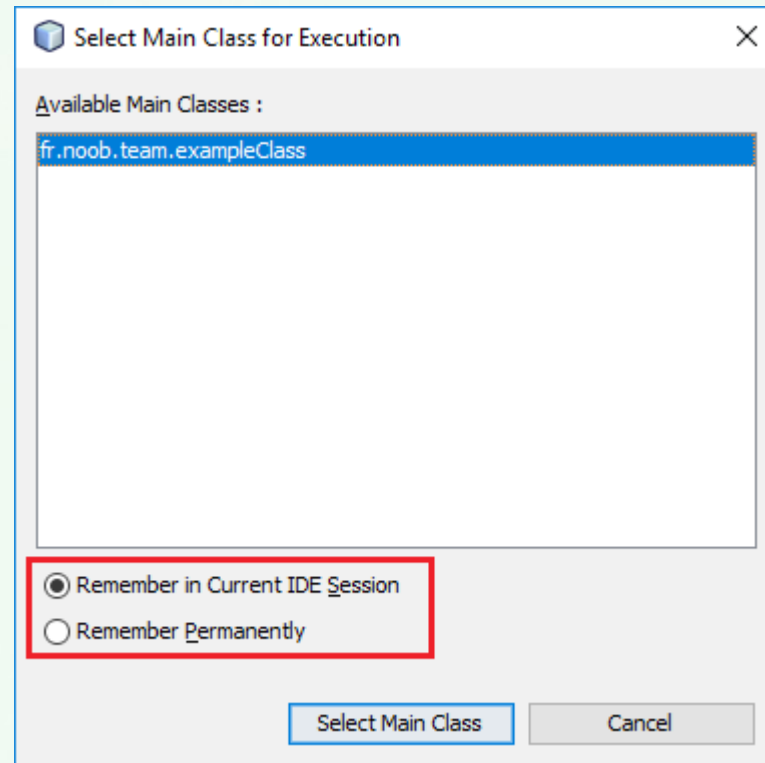 Select Main Class for Execution
Available Main Classes :
fr.noob.team.exampleClass
Remember in Current IDE Session
Remember Permanently
Select Main Class
Cancel